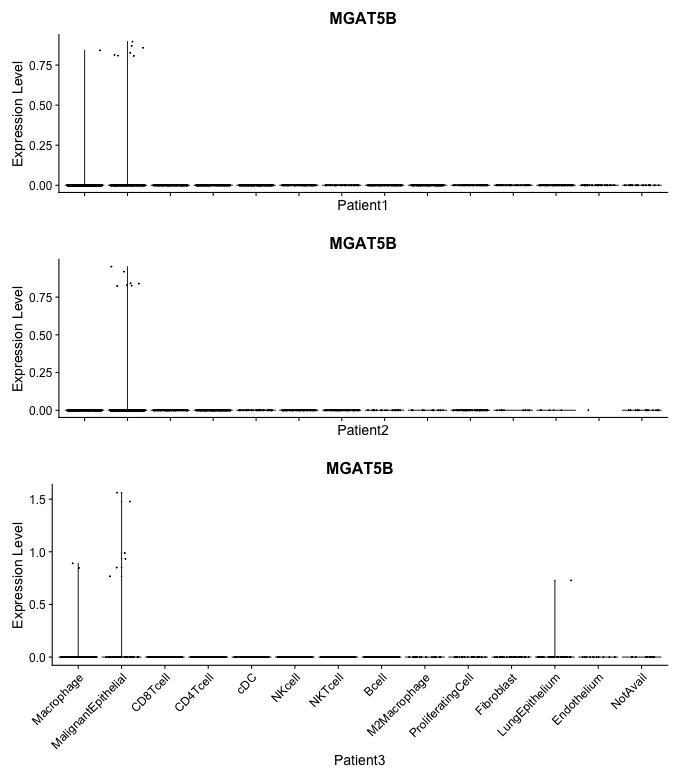 MGAT5B
Expression Level
0.75
0.50
0.25
0.00
Patient1
MGAT5B
Expression Level
0.75
0.50
0.25
0.00
Patient2
MGAT5B
Expression Level
1.5
1.0
0.5
0.0
Macrophage
MalignantEpithelial
CD8Tcell
CD4Tcell
cDC
NKcell
NKTcell
Bcell
M2Macrophage
ProliferatingCell
Fibroblast
LungEpithelium
Endothelium
NotAvail
Patient3